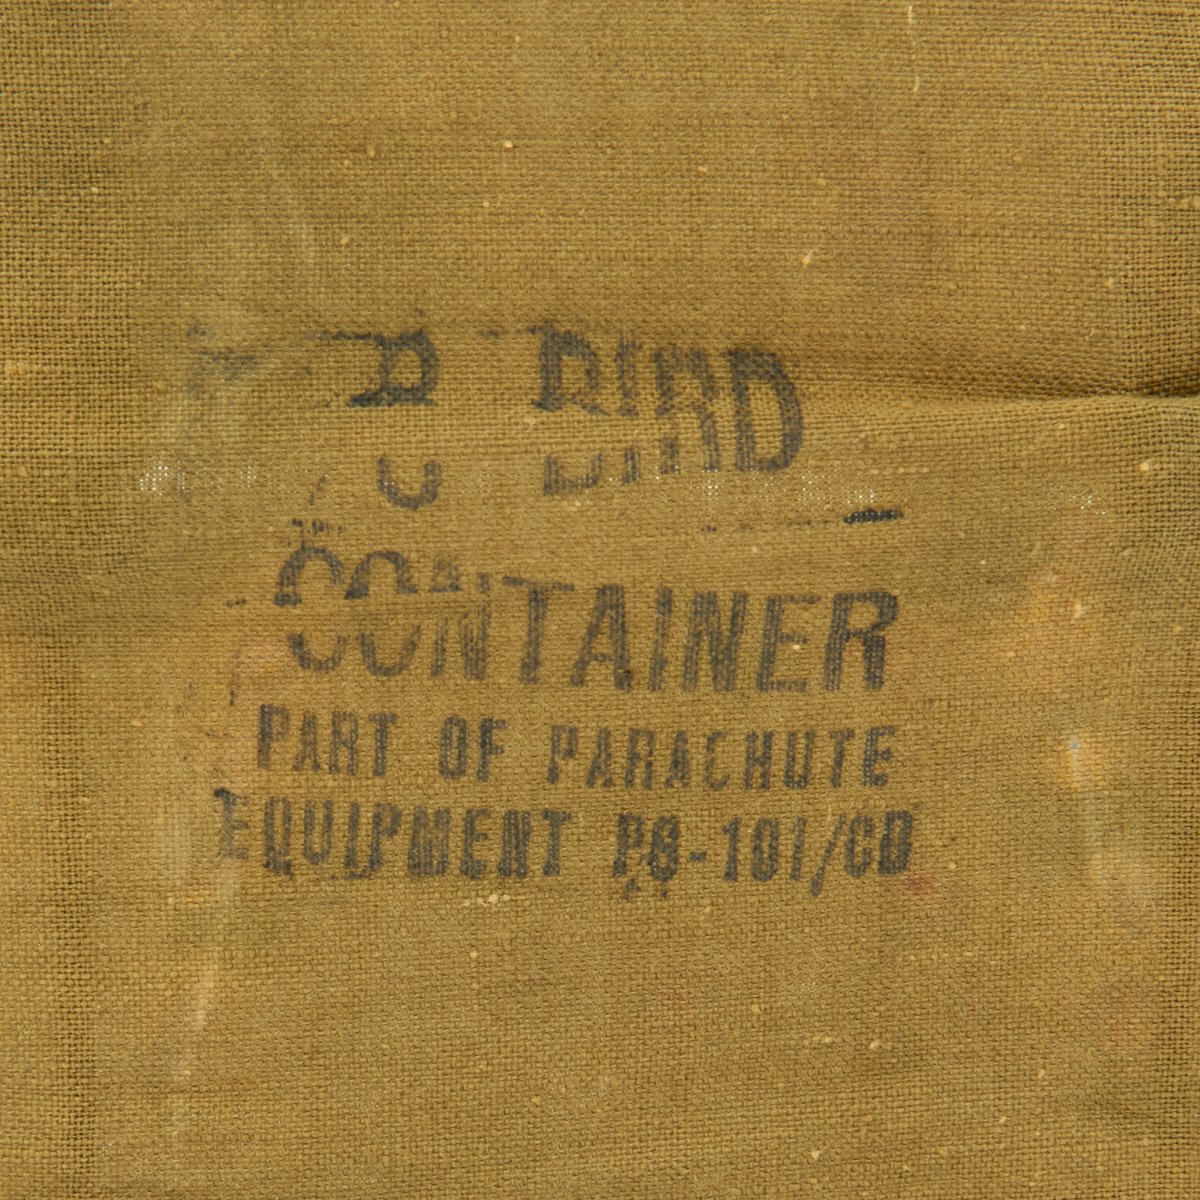 BIRD
CONTAINER
PART OF PARACHUTE
EQUIPMENT PG-101/CB